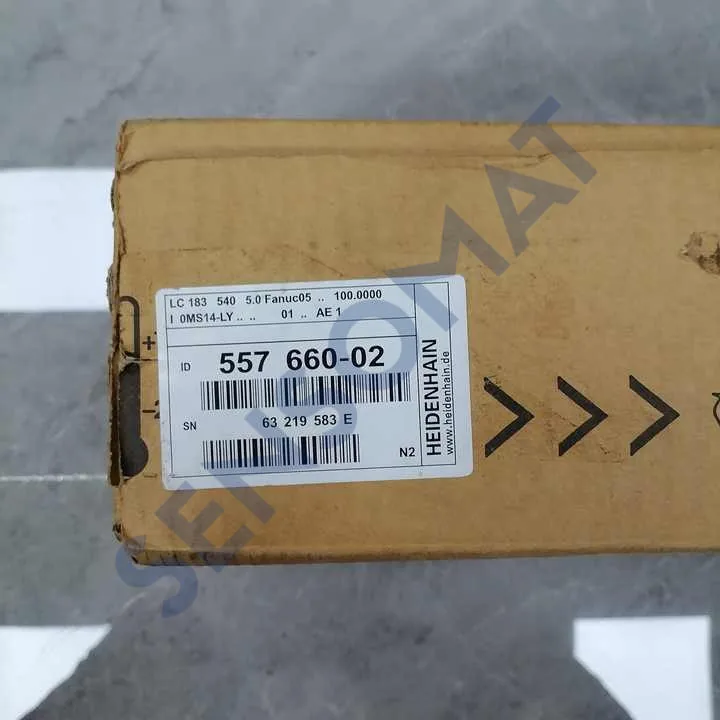 LC 183 540 5.0 Fanuc05 .. 100.0000
I 0MS14-LY .. .. 01 .. AE 1
ID 557 660-02
SN 63 219 583 E
N2
HEIDENHAIN
www.heidenhain.de
SENSOMAT